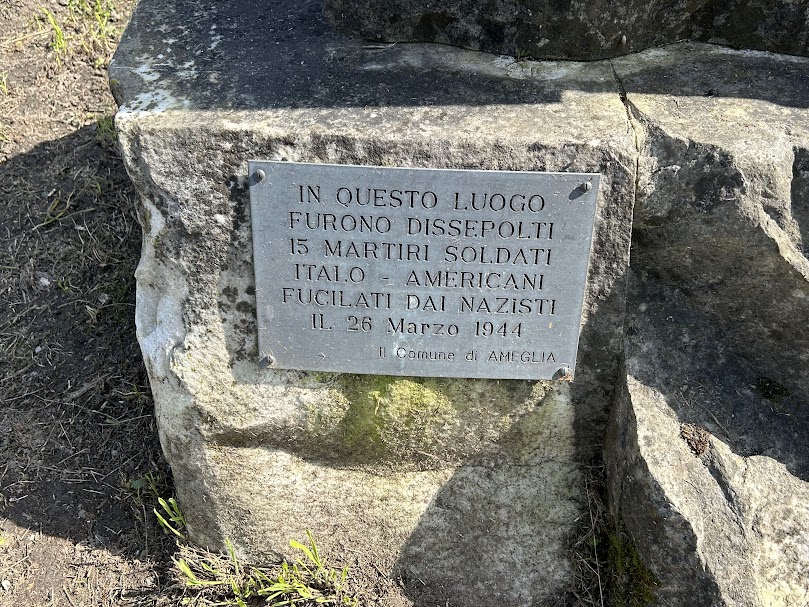 IN QUESTO LUOGO
FURONO DISSEPOLTI
15 MARTIRI SOLDATI
ITALO - AMERICANI
FUCILATI DAI NAZISTI
IL 26 Marzo 1944
Il Comune di AMEGLIA